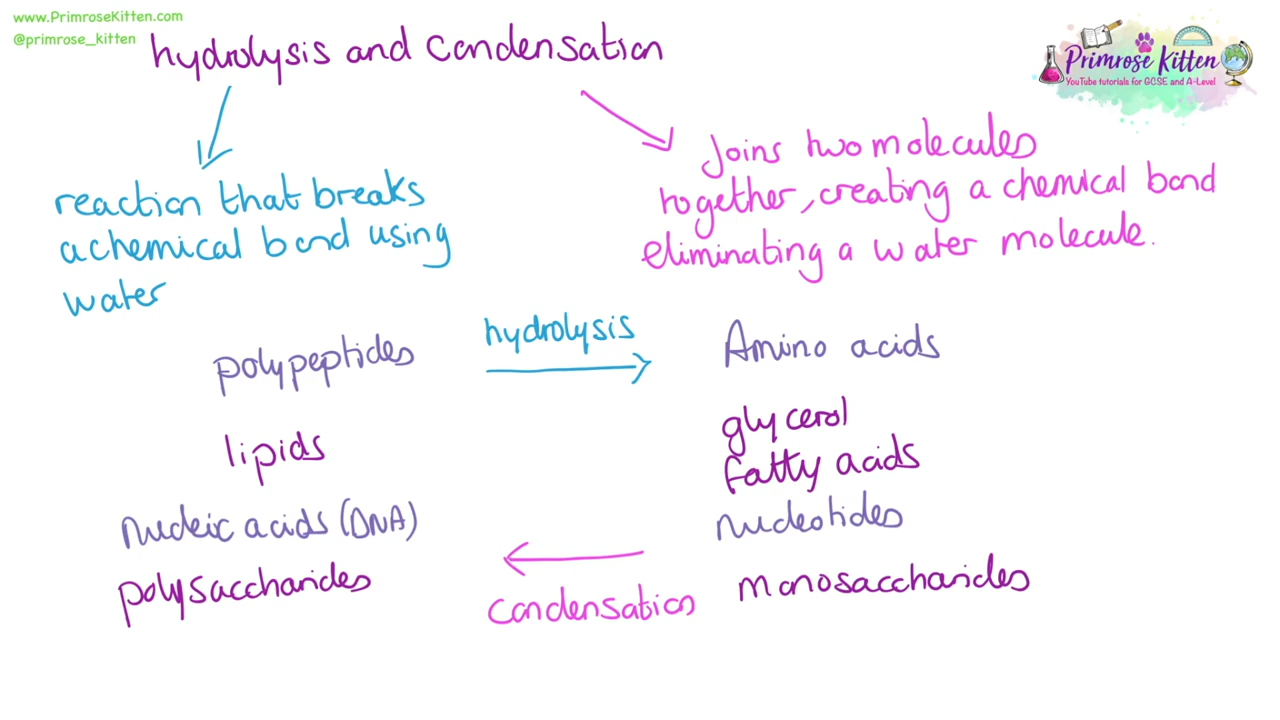 www.PrimroseKitten.com
@primrose_kitten
hydrolysis and condensation
Primrose Kitten
YouTube tutorials for GCSE and A-Level
reaction that breaks
a chemical bond using
water
Joins two molecules
together, creating a chemical bond
eliminating a water molecule.
polypeptides
hydrolysis
Amino acids
lipids
glycerol
fatty acids
nucleic acids (DNA)
nucleotides
polysaccharides
condensation
monosaccharides